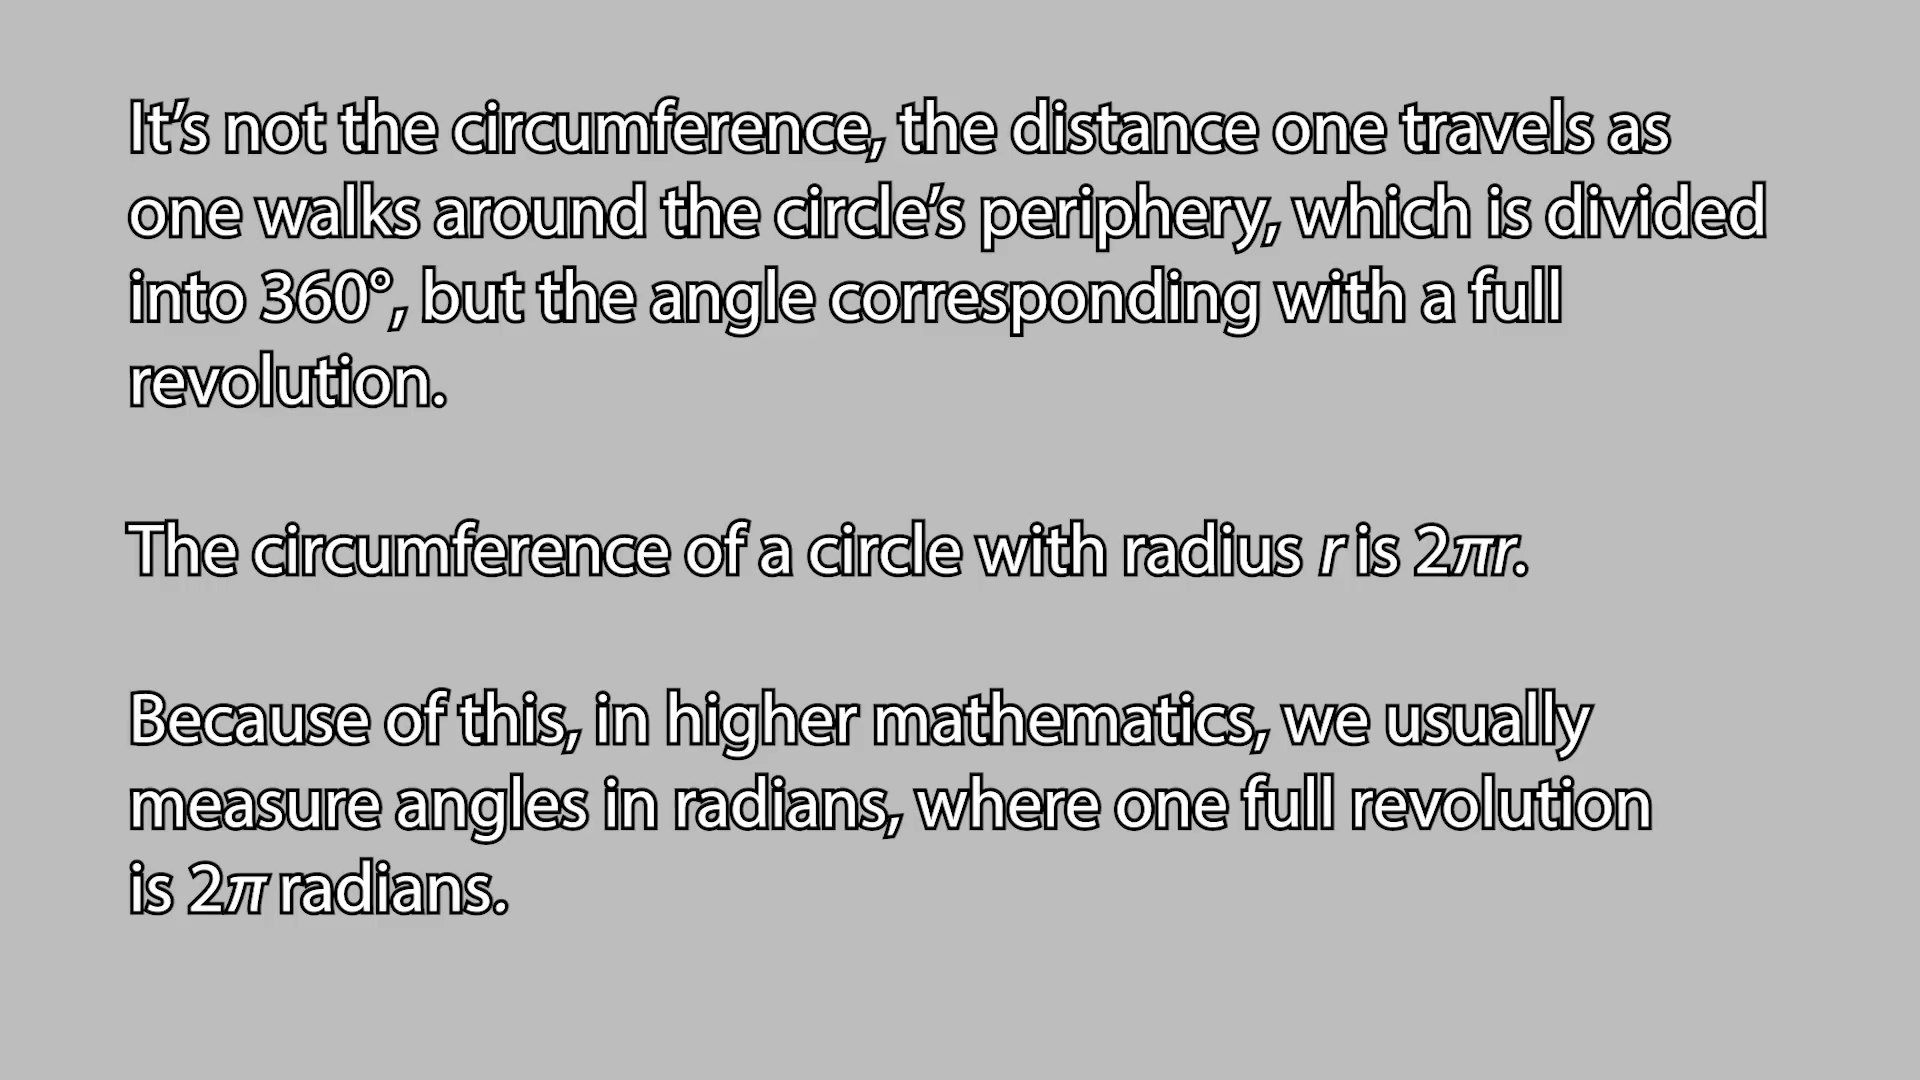 It’s not the circumference, the distance one travels as
one walks around the circle’s periphery, which is divided
into 360°, but the angle corresponding with a full
revolution.
The circumference of a circle with radius r is 2πr.
Because of this, in higher mathematics, we usually
measure angles in radians, where one full revolution
is 2π radians.